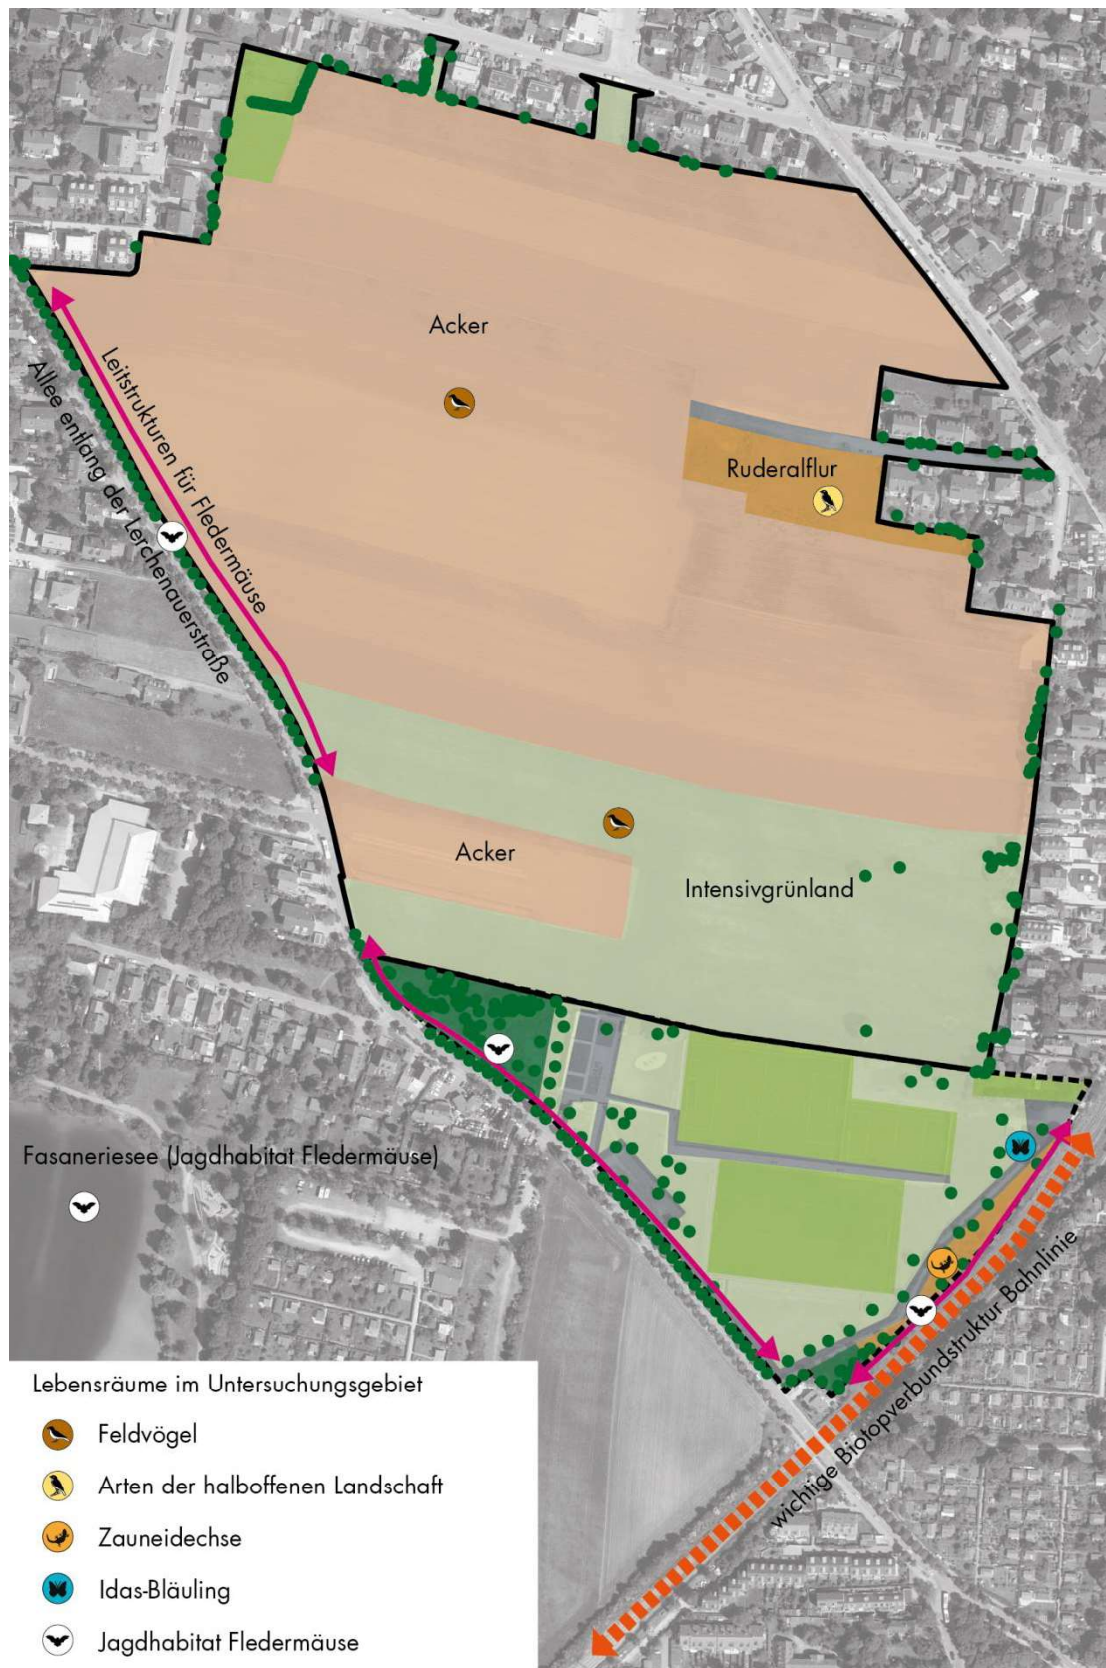 Acker
Leitstrukturen für Fledermäuse
Allee entlang der Lerchenauerstraße
Ruderalflur
Acker
Intensivgrünland
Fasaneriesee (Jagdhabitat Fledermäuse)
wichtige Biotopverbundstruktur Bahnlinie
Lebensräume im Untersuchungsgebiet
Feldvögel
Arten der halboffenen Landschaft
Zauneidechse
Idas-Bläuling
Jagdhabitat Fledermäuse